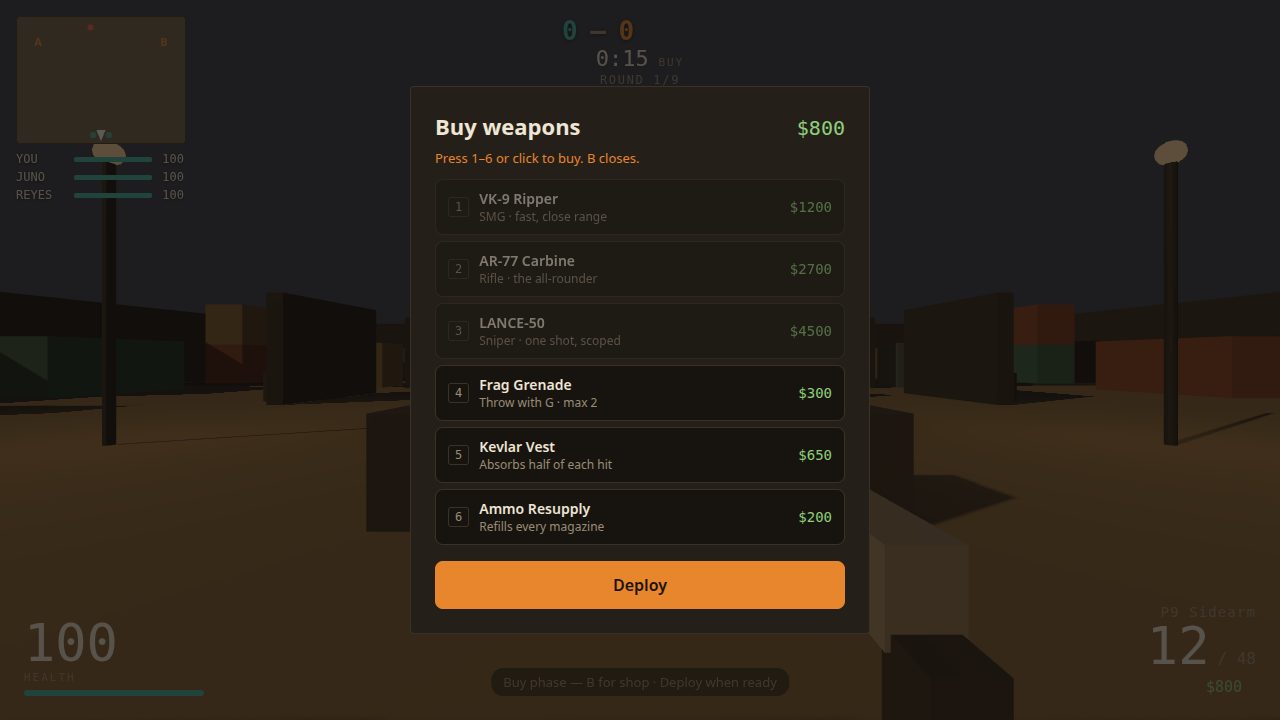 0 — 0
0:15 BUY
ROUND 1/9
A B
YOU 100
JUNO 100
REYES 100
Buy weapons $800
Press 1–6 or click to buy. B closes.
1 VK-9 Ripper $1200
SMG · fast, close range
2 AR-77 Carbine $2700
Rifle · the all-rounder
3 LANCE-50 $4500
Sniper · one shot, scoped
4 Frag Grenade $300
Throw with G · max 2
5 Kevlar Vest $650
Absorbs half of each hit
6 Ammo Resupply $200
Refills every magazine
Deploy
100
HEALTH
Buy phase — B for shop · Deploy when ready
P9 Sidearm
12 / 48
$800